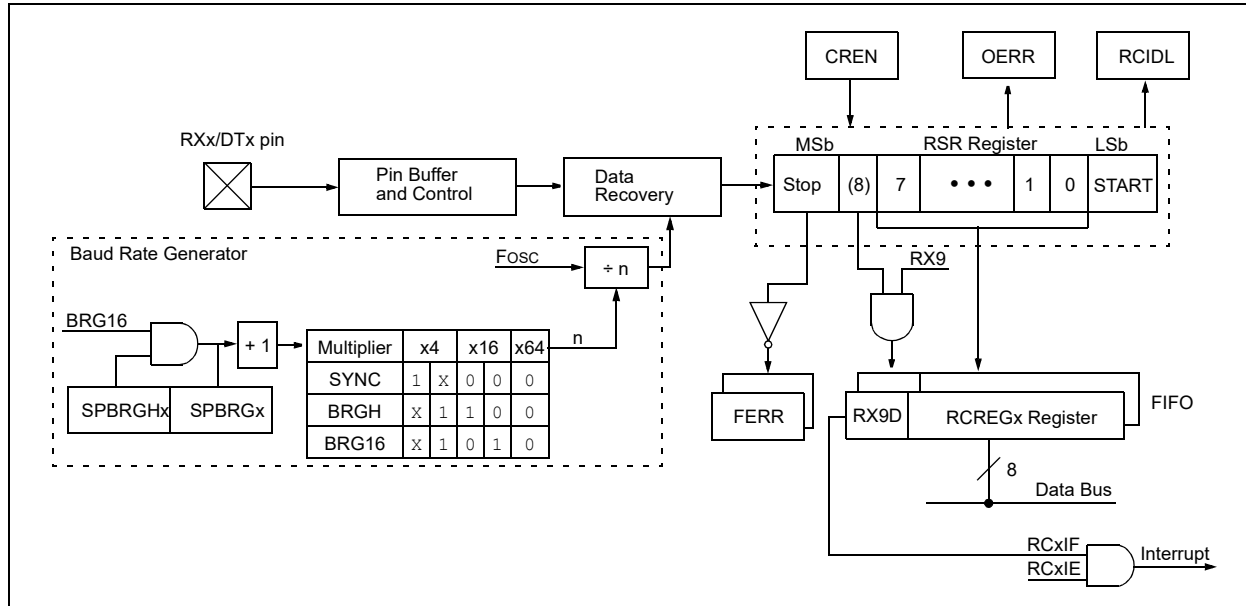 CREN
OERR
RCIDL
RXx/DTx pin
MSb
RSR Register
LSb
Pin Buffer
and Control
Data
Recovery
Stop (8) 7 • • • 1 0 START
Baud Rate Generator
FOSC
÷ n
RX9
BRG16
+ 1
n
Multiplier x4 x16 x64
SYNC 1 X 0 0 0
BRGH X 1 1 0 0
BRG16 X 1 0 1 0
SPBRGHx SPBRGx
FERR
RX9D
RCREGx Register
FIFO
8
Data Bus
RCxIF
RCxIE
Interrupt